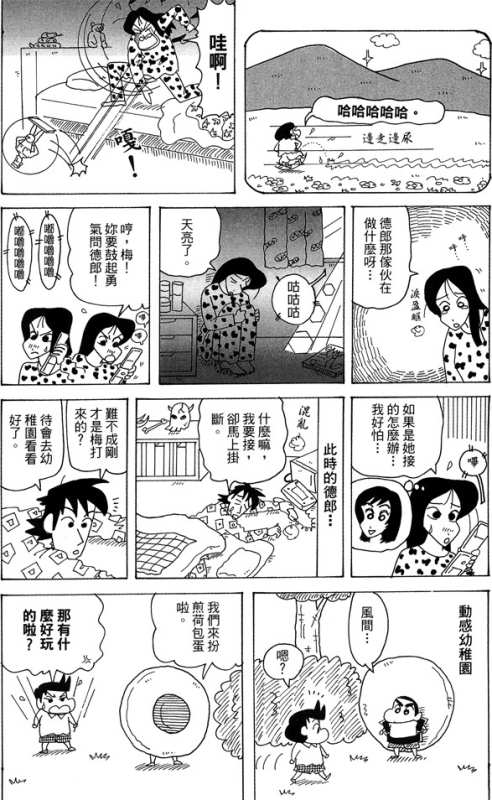 哈哈哈哈哈。
邊走邊尿
哇啊！
嘎！
德郎那傢伙在
做什麼呀…
淚盈眶
天亮了。
咕咕咕
哼，梅！
妳要鼓起勇
氣問德郎！
嘟嚕嚕嚕嚕
嘟嚕嚕嚕嚕
如果是她接
的怎麼辦…
我好怕…
嗶
此時的德郎…
混亂
什麼嘛，
我要接，
卻馬上掛
斷。
難不成剛
才是梅打
來的？
待會去幼
稚園看看
好了。
動感幼稚園
風間…
嗯？
我們來扮
煎荷包蛋
啦。
那有什
麼好玩
的啦？